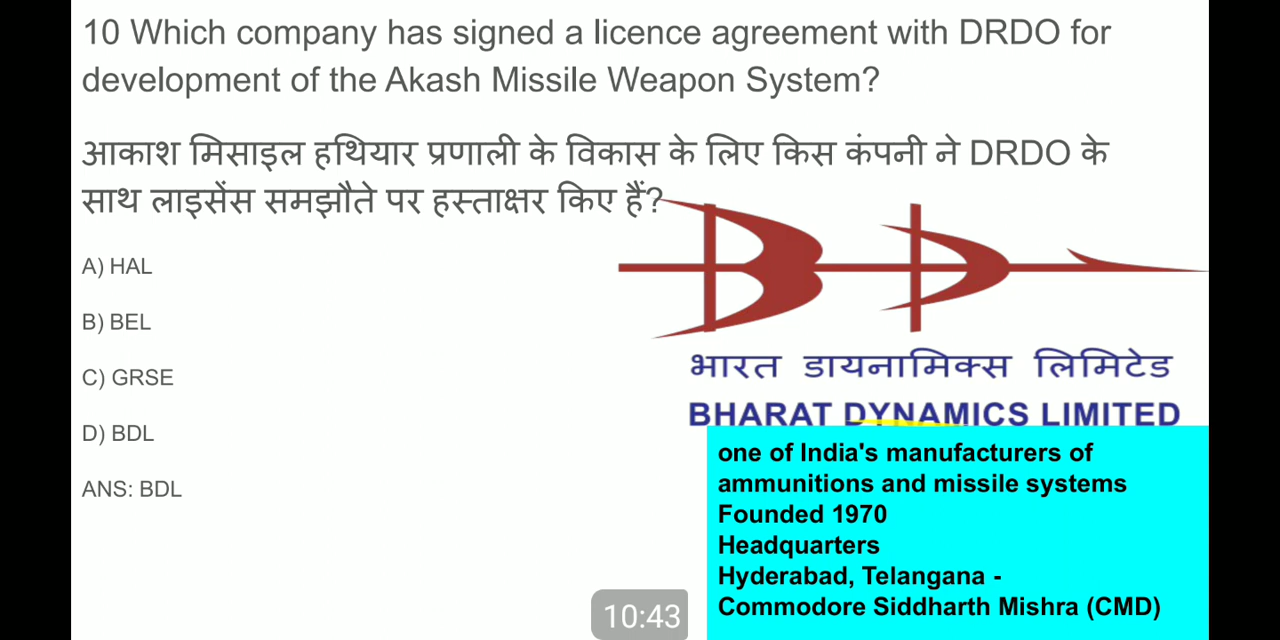 10 Which company has signed a licence agreement with DRDO for
development of the Akash Missile Weapon System?
आकाश मिसाइल हथियार प्रणाली के विकास के लिए किस कंपनी ने DRDO के
साथ लाइसेंस समझौते पर हस्ताक्षर किए हैं?
A) HAL
B) BEL
C) GRSE
D) BDL
ANS: BDL
भारत डायनामिक्स लिमिटेड
BHARAT DYNAMICS LIMITED
one of India's manufacturers of
ammunitions and missile systems
Founded 1970
Headquarters
Hyderabad, Telangana -
Commodore Siddharth Mishra (CMD)
10:43